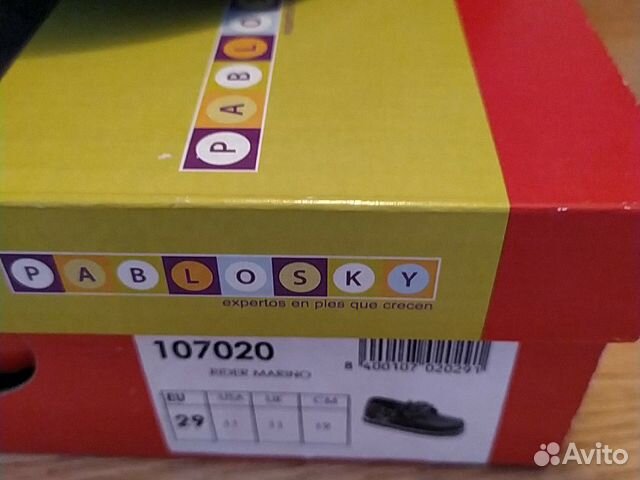 PABLO
PABLOSKY
expertos en pies que crecen
107020
RIDER MARINO
8 400107 020291
EU USA UK CM
29
Avito